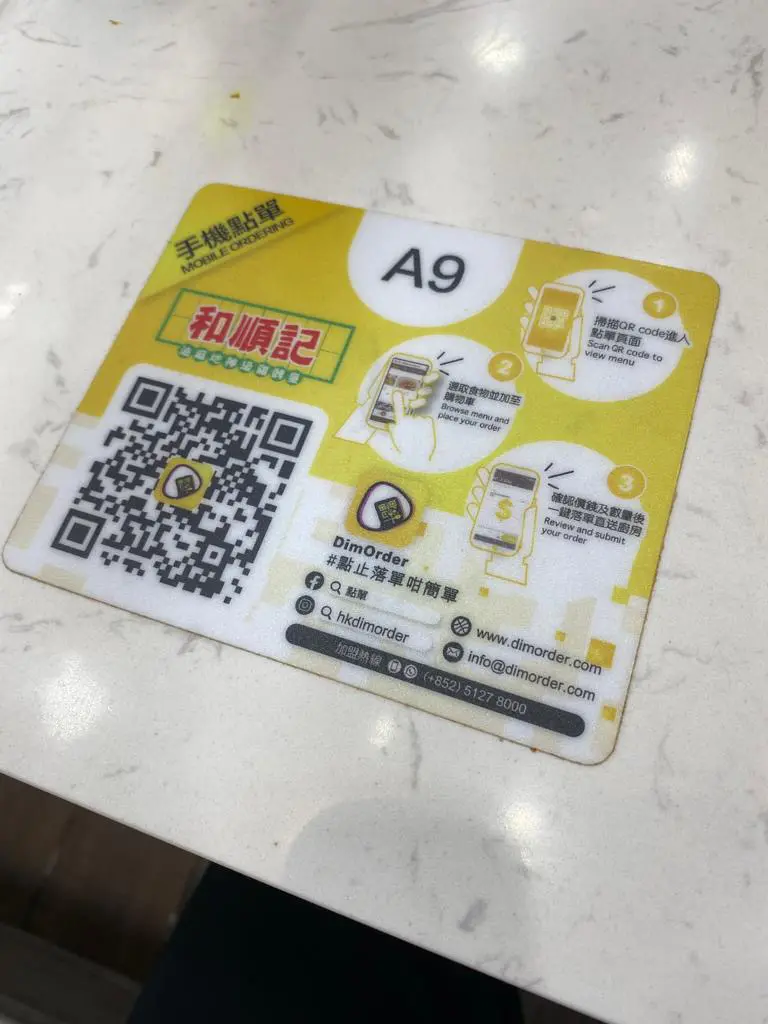 手機點單
MOBILE ORDERING
A9
和順記
1
掃描QR code進入
點單頁面
Scan QR code to
view menu
2
選取食物並加至
購物車
Browse menu and
place your order
3
確認價錢及數量後
一鍵落單直送廚房
Review and submit
your order
DimOrder
#點止落單咁簡單
點單
hkdimorder
www.dimorder.com
info@dimorder.com
加盟熱線 (+852) 5127 8000